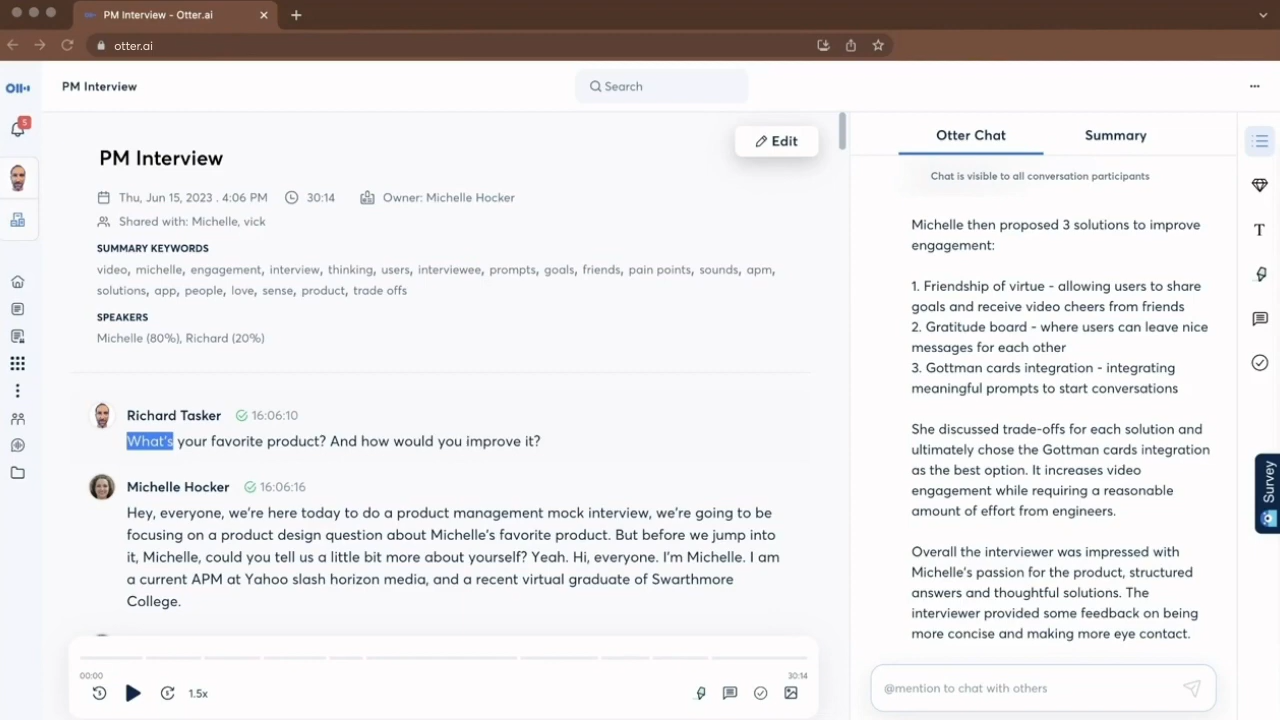 PM Interview - Otter.ai
otter.ai
PM Interview
Search
5
PM Interview
Edit
Thu, Jun 15, 2023 . 4:06 PM
30:14
Owner: Michelle Hocker
Shared with: Michelle, vick
SUMMARY KEYWORDS
video, michelle, engagement, interview, thinking, users, interviewee, prompts, goals, friends, pain points, sounds, apm,
solutions, app, people, love, sense, product, trade offs
SPEAKERS
Michelle (80%), Richard (20%)
Richard Tasker 16:06:10
What's your favorite product? And how would you improve it?
Michelle Hocker 16:06:16
Hey, everyone, we're here today to do a product management mock interview, we're going to be
focusing on a product design question about Michelle's favorite product. But before we jump into
it, Michelle, could you tell us a little bit more about yourself? Yeah. Hi, everyone. I'm Michelle. I am
a current APM at Yahoo slash horizon media, and a recent virtual graduate of Swarthmore
College.
00:00
30:14
1.5x
Otter Chat
Summary
Chat is visible to all conversation participants
Michelle then proposed 3 solutions to improve
engagement:
1. Friendship of virtue - allowing users to share
goals and receive video cheers from friends
2. Gratitude board - where users can leave nice
messages for each other
3. Gottman cards integration - integrating
meaningful prompts to start conversations
She discussed trade-offs for each solution and
ultimately chose the Gottman cards integration
as the best option. It increases video
engagement while requiring a reasonable
amount of effort from engineers.
Overall the interviewer was impressed with
Michelle's passion for the product, structured
answers and thoughtful solutions. The
interviewer provided some feedback on being
more concise and making more eye contact.
@mention to chat with others
T
Survey